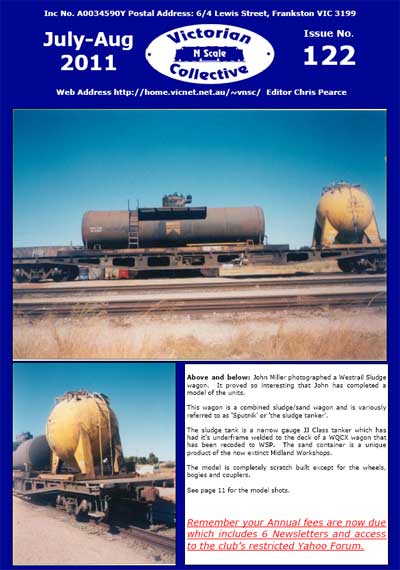 Inc No. A0034590Y Postal Address: 6/4 Lewis Street, Frankston VIC 3199
July-Aug
2011
Victorian
N Scale
Collective
Issue No.
122
Web Address http://home.vicnet.net.au/~vnsc/ Editor Chris Pearce
Above and below: John Miller photographed a Westrail Sludge
wagon. It proved so interesting that John has completed a
model of the units.
This wagon is a combined sludge/sand wagon and is variously
referred to as 'Sputnik' or 'the sludge tanker'.
The sludge tank is a narrow gauge JJ Class tanker which has
had it's underframe welded to the deck of a WQCX wagon that
has been recoded to WSP. The sand container is a unique
product of the now extinct Midland Workshops.
The model is completely scratch built except for the wheels,
bogies and couplers.
See page 11 for the model shots.
Remember your Annual fees are now due
which includes 6 Newsletters and access
to the club's restricted Yahoo Forum.